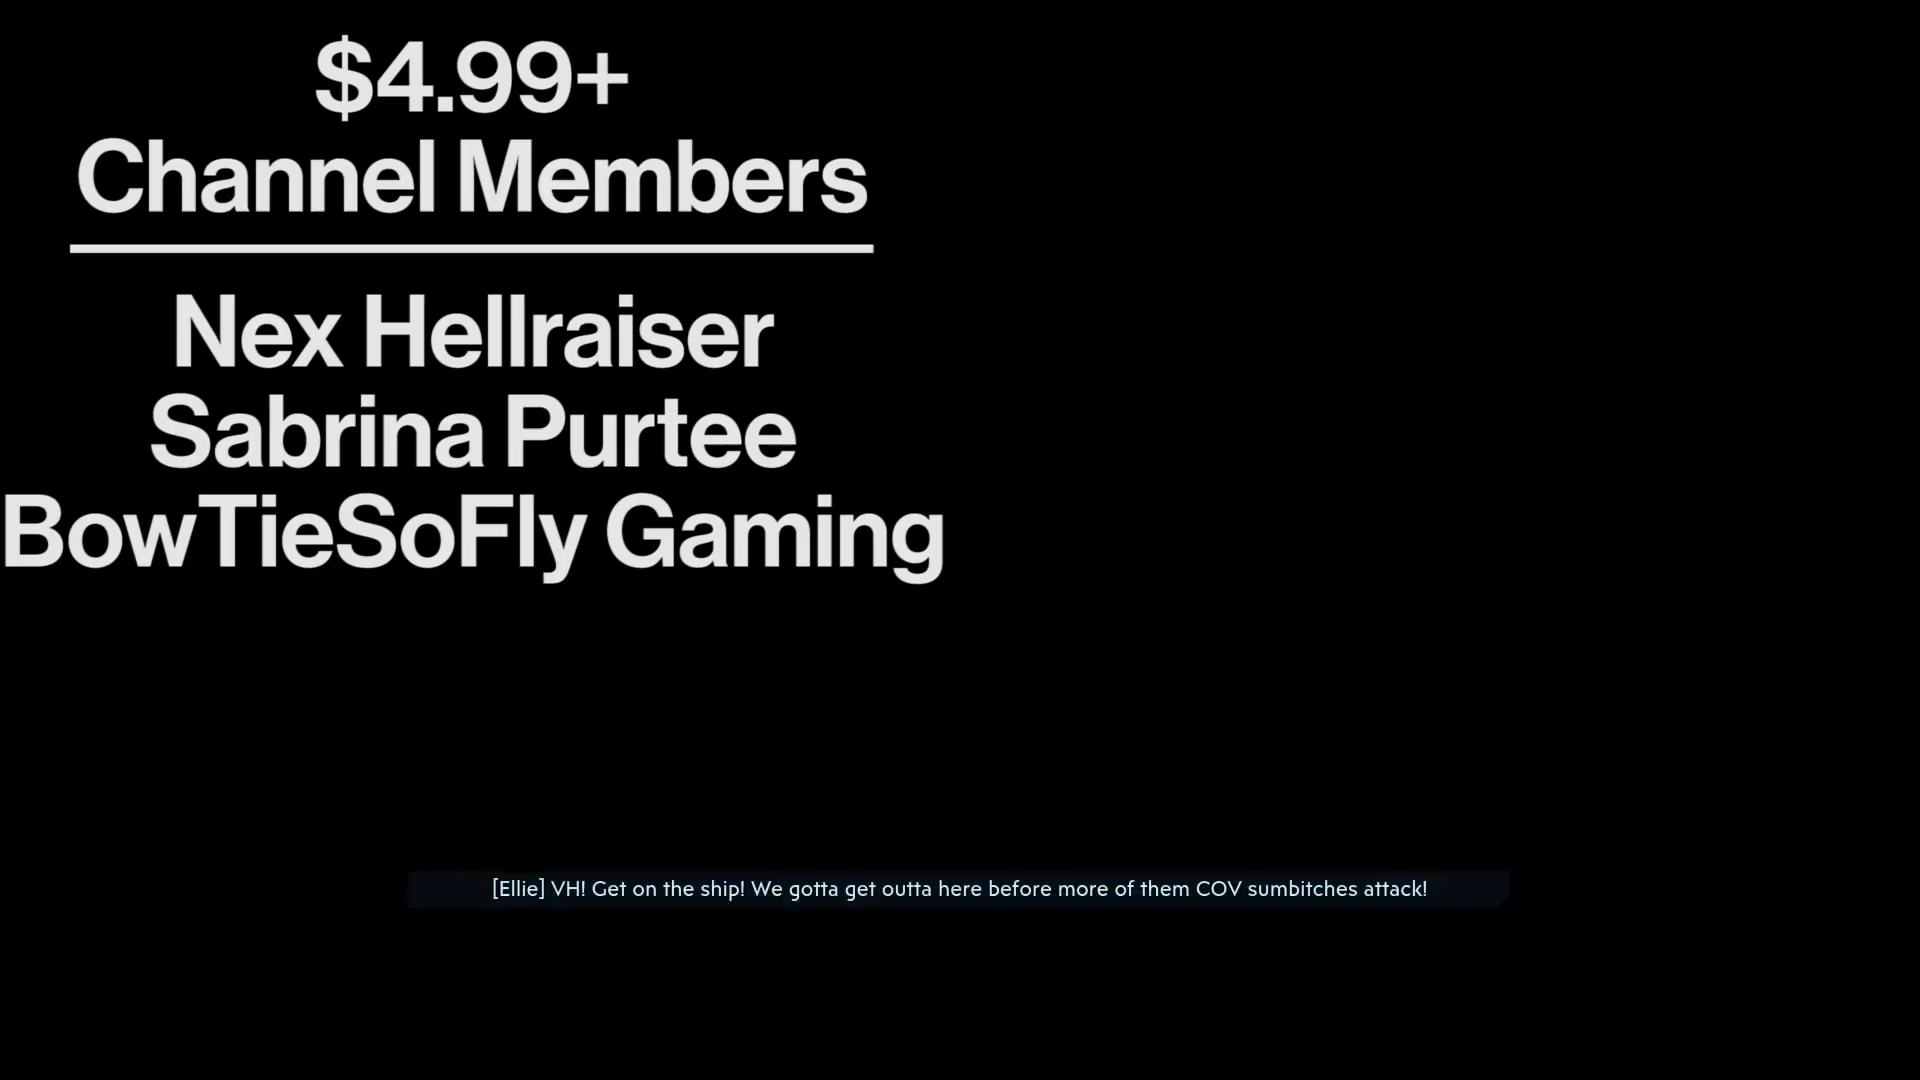 $4.99+
Channel Members
Nex Hellraiser
Sabrina Purtee
BowTieSoFly Gaming
[Ellie] VH! Get on the ship! We gotta get outta here before more of them COV sumbitches attack!